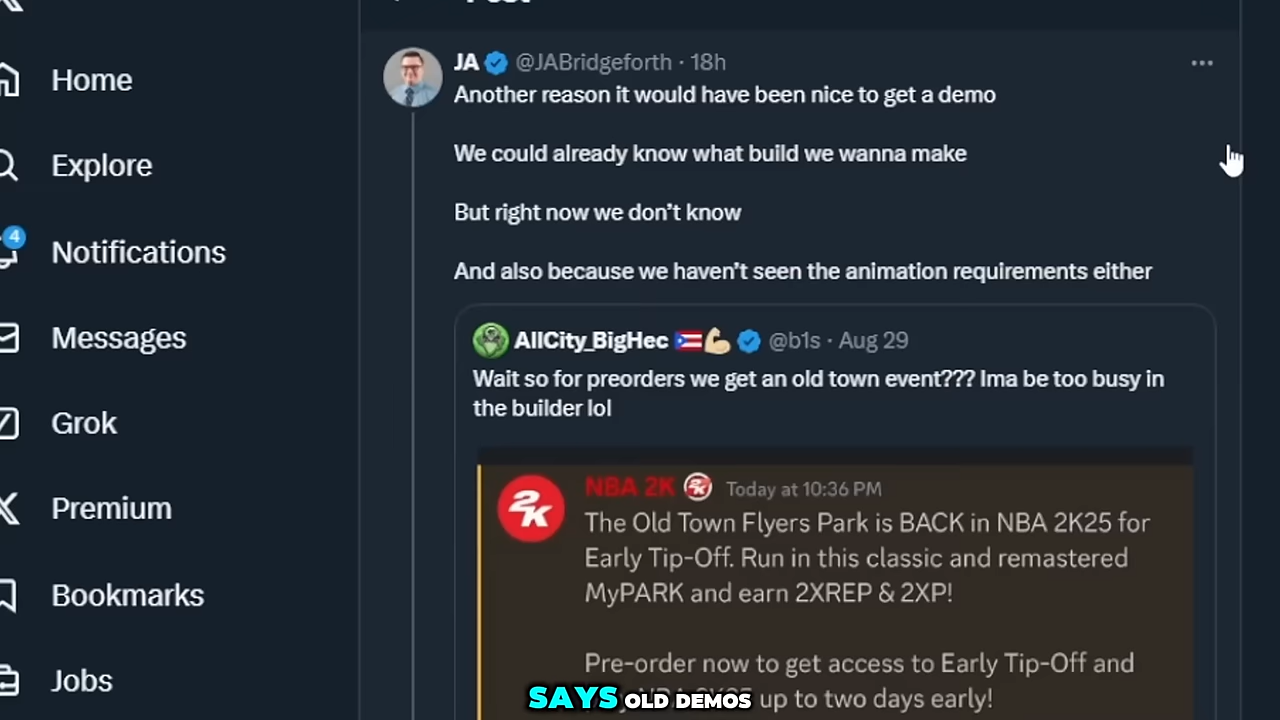 Post
Home
Explore
4
Notifications
Messages
Grok
Premium
Bookmarks
Jobs
JA @JABridgeforth · 18h
Another reason it would have been nice to get a demo
We could already know what build we wanna make
But right now we don't know
And also because we haven't seen the animation requirements either
AllCity_BigHec 🇵🇷💪🏼 @b1s · Aug 29
Wait so for preorders we get an old town event??? Ima be too busy in
the builder lol
2K
NBA 2K 2K Today at 10:36 PM
The Old Town Flyers Park is BACK in NBA 2K25 for
Early Tip-Off. Run in this classic and remastered
MyPARK and earn 2XREP & 2XP!
Pre-order now to get access to Early Tip-Off and
up to two days early!
SAYS OLD DEMOS